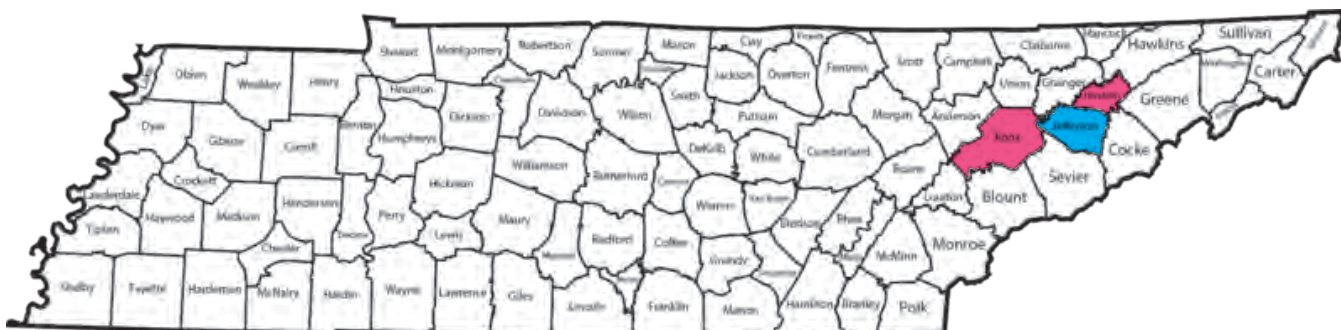 Stewart
Montgomery
Robertson
Sumner
Macon
Clay
Scott
Campbell
Claiborne
Hancock
Hawkins
Sullivan
Carter
Obion
Weakley
Henry
Houston
Dickson
Davidson
Wilson
Smith
Jackson
Overton
Fentress
Morgan
Anderson
Union
Grainger
Greene
Dyer
Gibson
Carroll
Benton
Humphreys
Williamson
Rutherford
DeKalb
Putnam
White
Cumberland
Roane
Knox
Jefferson
Cocke
Sevier
Blount
Loudon
Monroe
Lauderdale
Crockett
Haywood
Madison
Henderson
Perry
Hickman
Lewis
Maury
Bedford
Coffee
Cannon
Warren
Van Buren
Bledsoe
Rhea
McMinn
Tipton
Chester
Shelby
Fayette
Hardeman
McNairy
Hardin
Wayne
Lawrence
Giles
Lincoln
Franklin
Grundy
Marion
Hamilton
Bradley
Polk